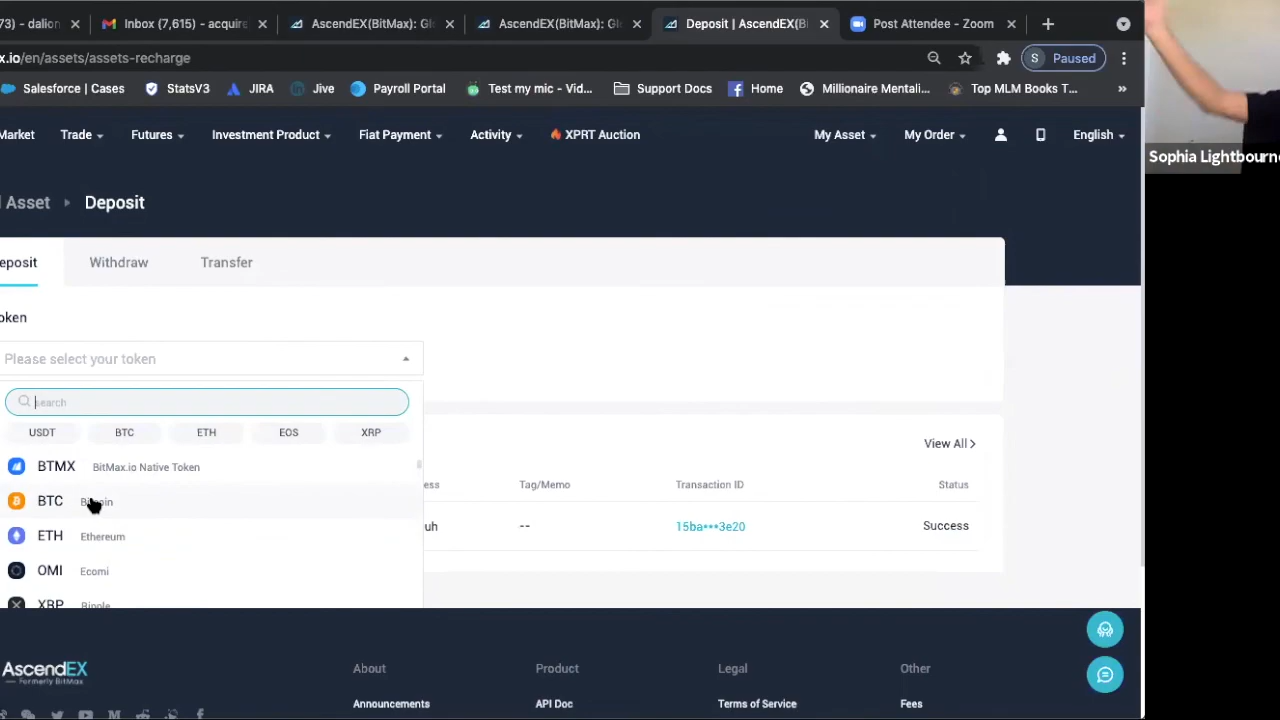 73) - dalion
Inbox (7,615) - acquire
AscendEX(BitMax): Gl
AscendEX(BitMax): Gl
Deposit | AscendEX(B
Post Attendee - Zoom
x.io/en/assets/assets-recharge
S Paused
Salesforce | Cases
StatsV3
JIRA
Jive
Payroll Portal
Test my mic - Vid...
Support Docs
Home
Millionaire Mentali...
Top MLM Books T...
»
Market
Trade
Futures
Investment Product
Fiat Payment
Activity
XPRT Auction
My Asset
My Order
English
Sophia Lightbourne
Asset
Deposit
eposit
Withdraw
Transfer
oken
Please select your token
search
USDT
BTC
ETH
EOS
XRP
BTMX BitMax.io Native Token
View All >
ess
Tag/Memo
Transaction ID
Status
BTC Bitcoin
uh
--
15ba•••3e20
Success
ETH Ethereum
OMI Ecomi
XRP Ripple
AscendEX
Formerly BitMax
About
Product
Legal
Other
Announcements
API Doc
Terms of Service
Fees